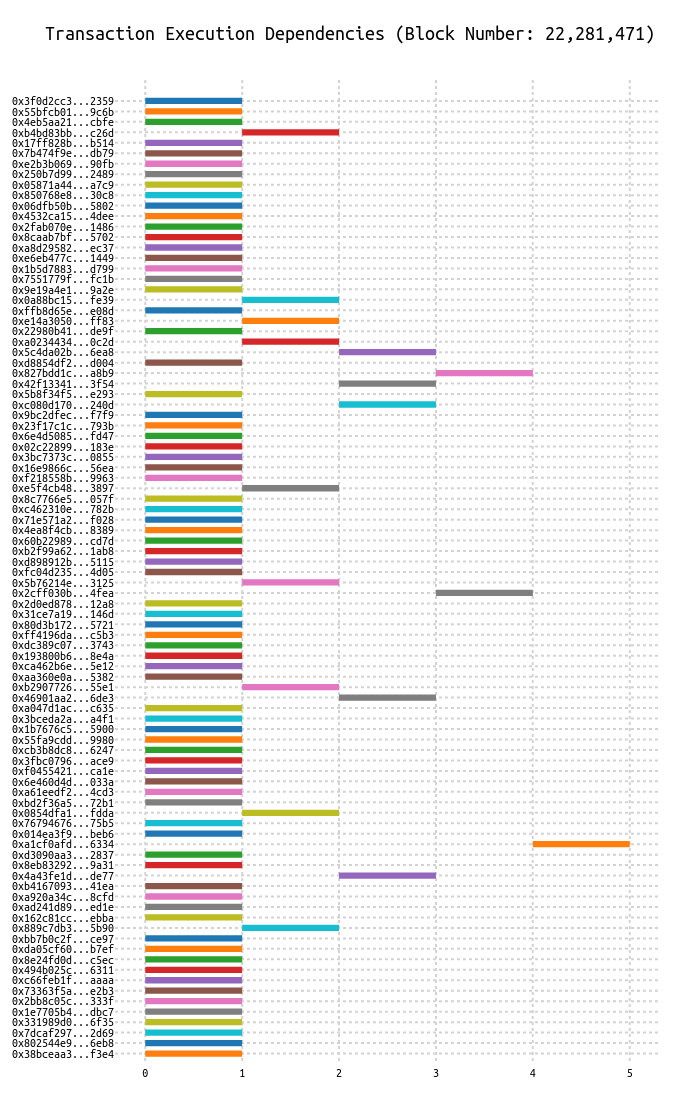 Transaction Execution Dependencies (Block Number: 22,281,471)
0x3f0d2cc3...2359
0x55bfcb01...9c6b
0x4eb5aa21...cbfe
0xb4bd83bb...c26d
0x17ff828b...b514
0x7b474f9e...db79
0xe2b3b069...90fb
0x250b7d99...2489
0x05871a44...a7c9
0x850768e8...30c8
0x06dfb50b...5802
0x4532ca15...4dee
0x2fab070e...1486
0x8caab7bf...5702
0xa8d29582...ec37
0xe6eb477c...1449
0x1b5d7883...d799
0x7551779f...fc1b
0x9e19a4e1...9a2e
0x0a88bc15...fe39
0xffb8d65e...e08d
0xe14a3050...ff83
0x22980b41...de9f
0xa0234434...0c2d
0x5c4da02b...6ea8
0xd8854df2...d004
0x827bdd1c...a8b9
0x42f13341...3f54
0x5b8f34f5...e293
0xc080d170...240d
0x9bc2dfec...f7f9
0x23f17c1c...793b
0x6e4d5085...fd47
0x02c22899...183e
0x3bc7373c...0855
0x16e9866c...56ea
0xf218558b...9963
0xe5f4cb48...3897
0x8c7766e5...057f
0xc462310e...782b
0x71e571a2...f028
0x4ea8f4cb...8389
0x60b22989...cd7d
0xb2f99a62...1ab8
0xd898912b...5115
0xfc04d235...4d05
0x5b76214e...3125
0x2cff030b...4fea
0x2d0ed878...12a8
0x31ce7a19...146d
0x80d3b172...5721
0xff4196da...c5b3
0xdc389c07...3743
0x193800b6...8e4a
0xca462b6e...5e12
0xaa360e0a...5382
0xb2907726...55e1
0x46901aa2...6de3
0xa047d1ac...c635
0x3bceda2a...a4f1
0x1b7676c5...5900
0x55fa9cdd...9980
0xcb3b8dc8...6247
0x3fbc0796...ace9
0xf0455421...ca1e
0x6e460d4d...033a
0xa61eedf2...4cd3
0xbd2f36a5...72b1
0x0854dfa1...fdda
0x76794676...75b5
0x014ea3f9...beb6
0xa1cf0afd...6334
0xd3090aa3...2837
0x8eb83292...9a31
0x4a43fe1d...de77
0xb4167093...41ea
0xa920a34c...8cfd
0xad241d89...ed1e
0x162c81cc...ebba
0x889c7db3...5b90
0xbb7b0c2f...ce97
0xda05cf60...b7ef
0x8e24fd0d...c5ec
0x494b025c...6311
0xc66feb1f...aaaa
0x73363f5a...e2b3
0x2bb8c05c...333f
0x1e7705b4...dbc7
0x331989d0...6f35
0x7dcaf297...2d69
0x802544e9...6eb8
0x38bceaa3...f3e4
0 1 2 3 4 5